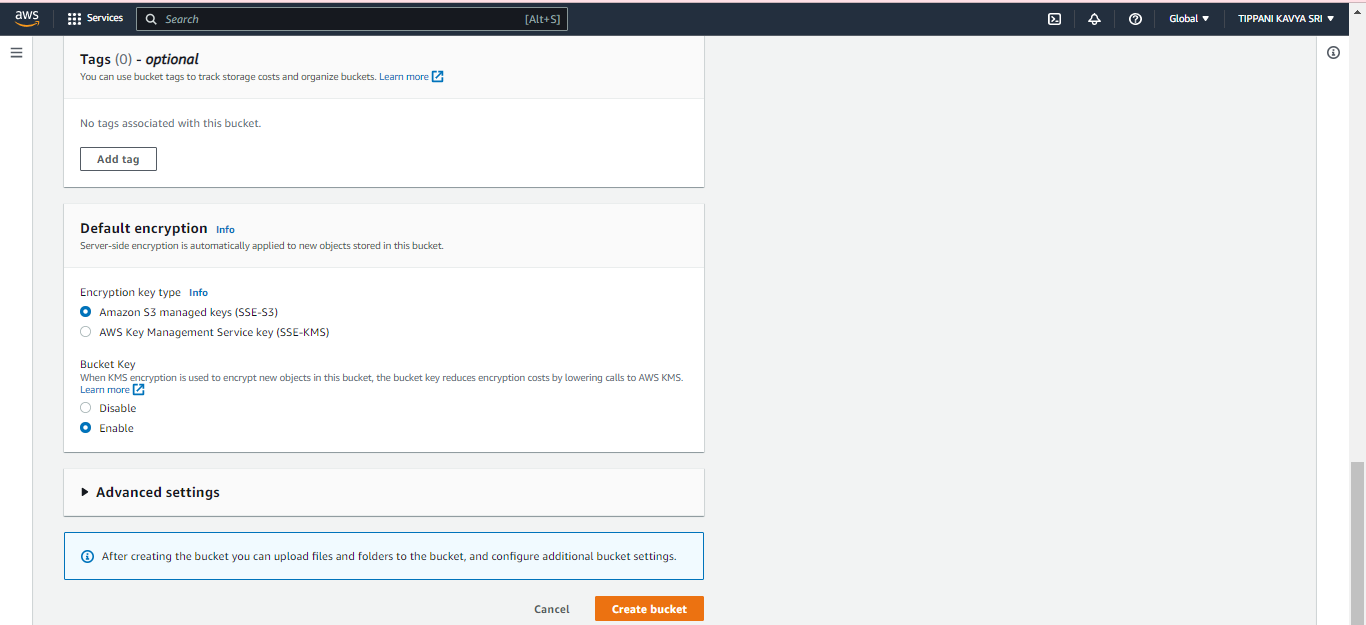 aws
Services
Search
[Alt+S]
Global
TIPPANI KAVYA SRI
Tags (0) - optional
You can use bucket tags to track storage costs and organize buckets. Learn more
No tags associated with this bucket.
Add tag
Default encryption Info
Server-side encryption is automatically applied to new objects stored in this bucket.
Encryption key type Info
Amazon S3 managed keys (SSE-S3)
AWS Key Management Service key (SSE-KMS)
Bucket Key
When KMS encryption is used to encrypt new objects in this bucket, the bucket key reduces encryption costs by lowering calls to AWS KMS.
Learn more
Disable
Enable
Advanced settings
After creating the bucket you can upload files and folders to the bucket, and configure additional bucket settings.
Cancel
Create bucket